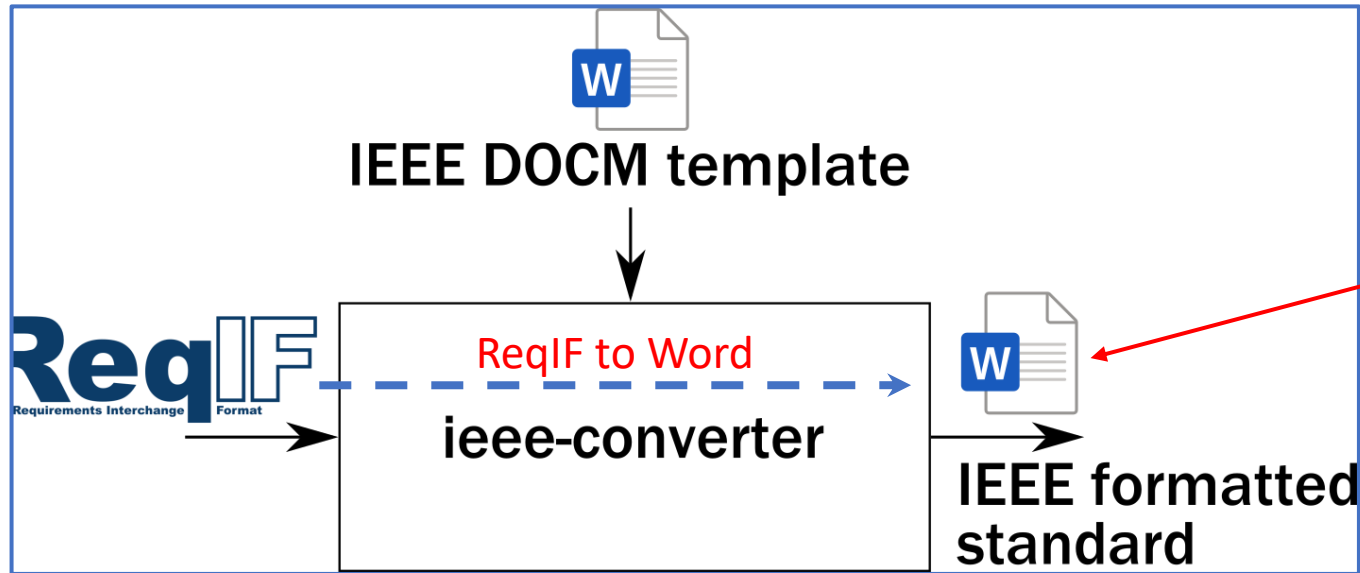 W
IEEE DOCM template
ReqIF
Requirements Interchange Format
ReqIF to Word
ieee-converter
W
IEEE formatted
standard